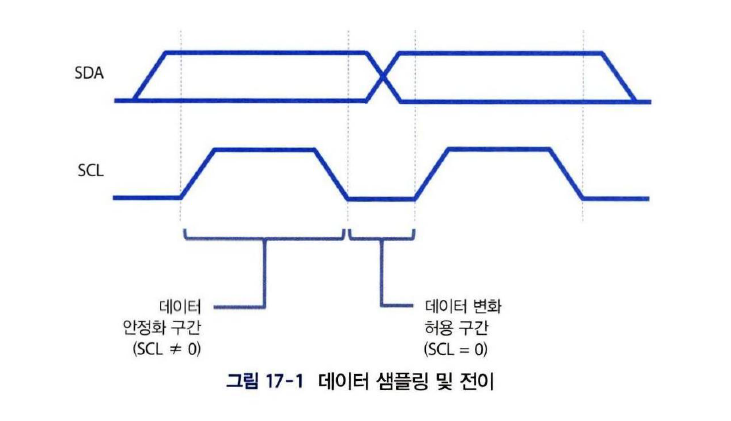 SDA
SCL
데이터
안정화 구간
(SCL ≠ 0)
데이터 변화
허용 구간
(SCL = 0)
그림 17-1 데이터 샘플링 및 전이